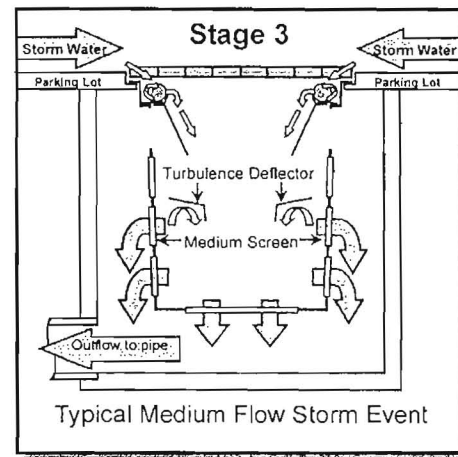 Stage 3
Storm Water
Storm Water
Parking Lot
Parking Lot
Turbulence Deflector
Medium Screen
Outflow to pipe
Typical Medium Flow Storm Event